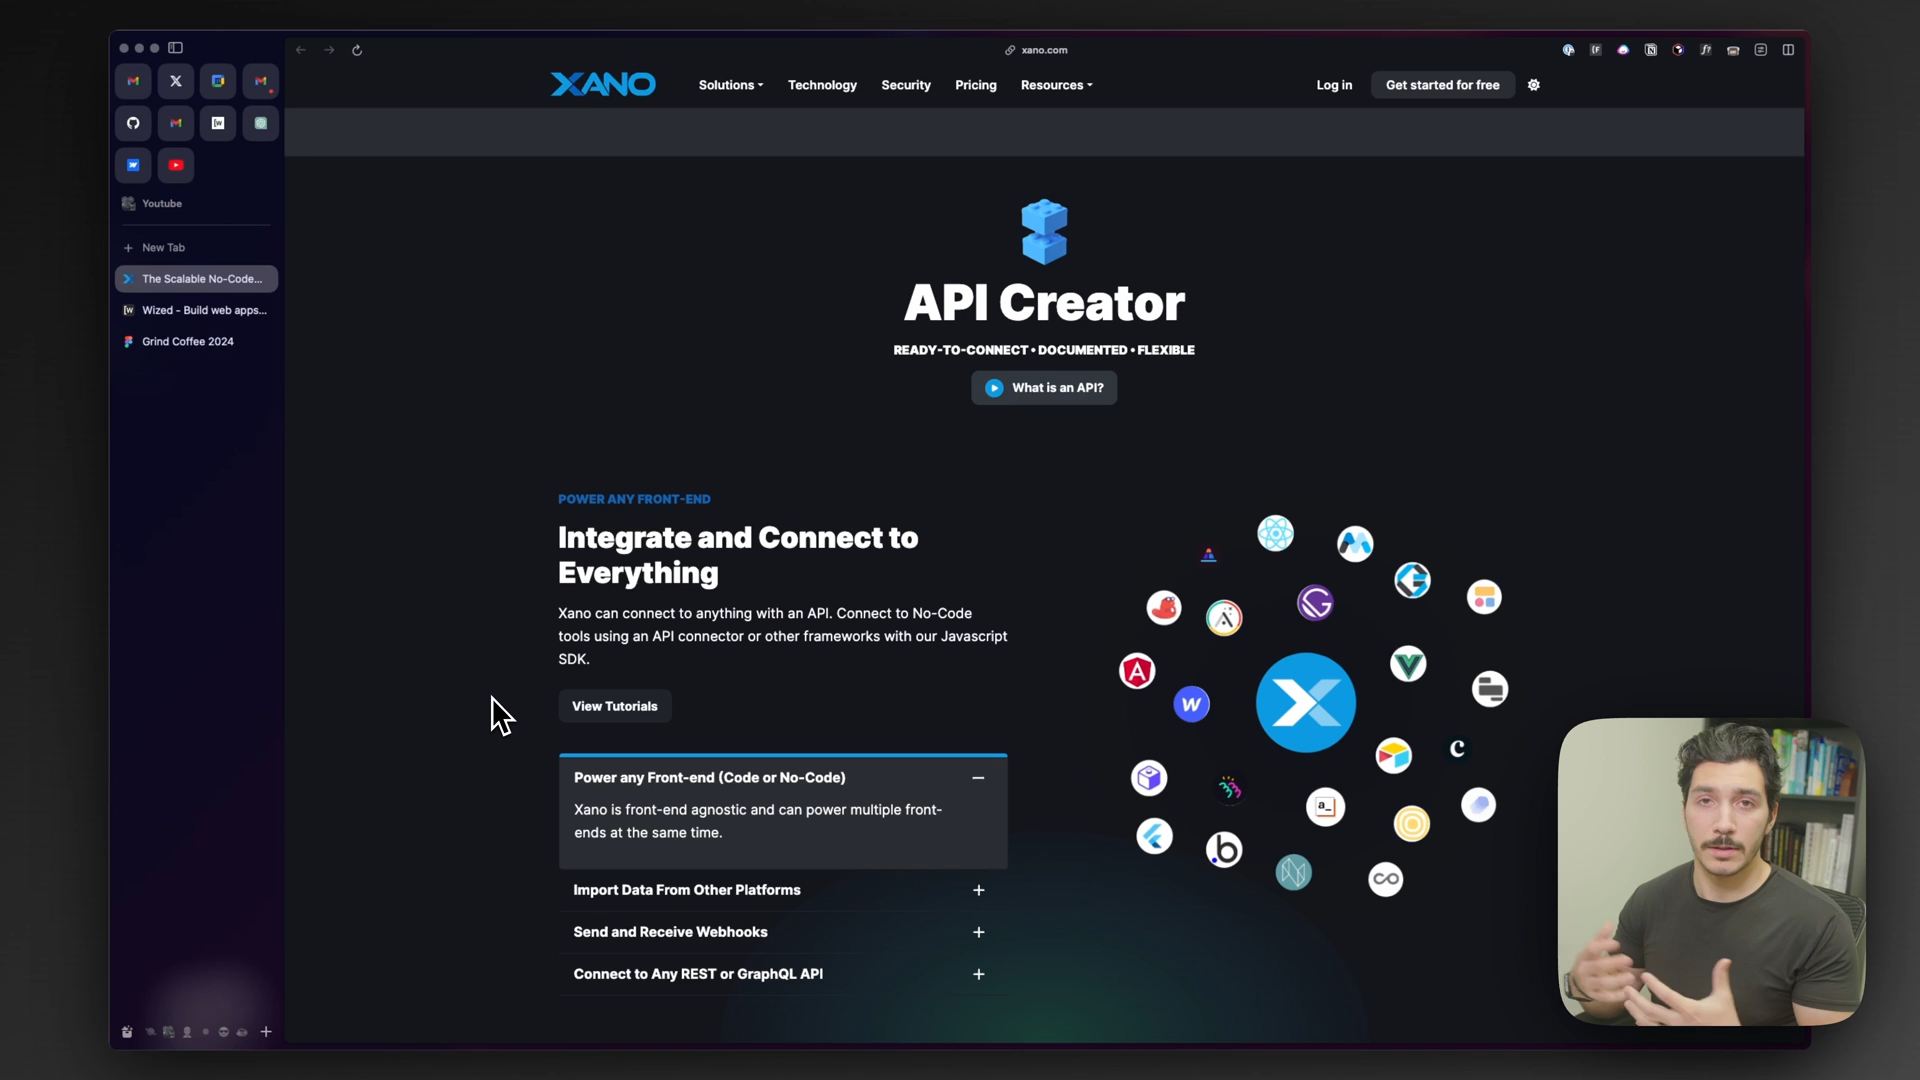 xano.com
XANO
Solutions
Technology
Security
Pricing
Resources
Log in
Get started for free
Youtube
New Tab
The Scalable No-Code...
Wized - Build web apps...
Grind Coffee 2024
API Creator
READY-TO-CONNECT • DOCUMENTED • FLEXIBLE
What is an API?
POWER ANY FRONT-END
Integrate and Connect to
Everything
Xano can connect to anything with an API. Connect to No-Code
tools using an API connector or other frameworks with our Javascript
SDK.
View Tutorials
Power any Front-end (Code or No-Code)
Xano is front-end agnostic and can power multiple front-
ends at the same time.
Import Data From Other Platforms
Send and Receive Webhooks
Connect to Any REST or GraphQL API